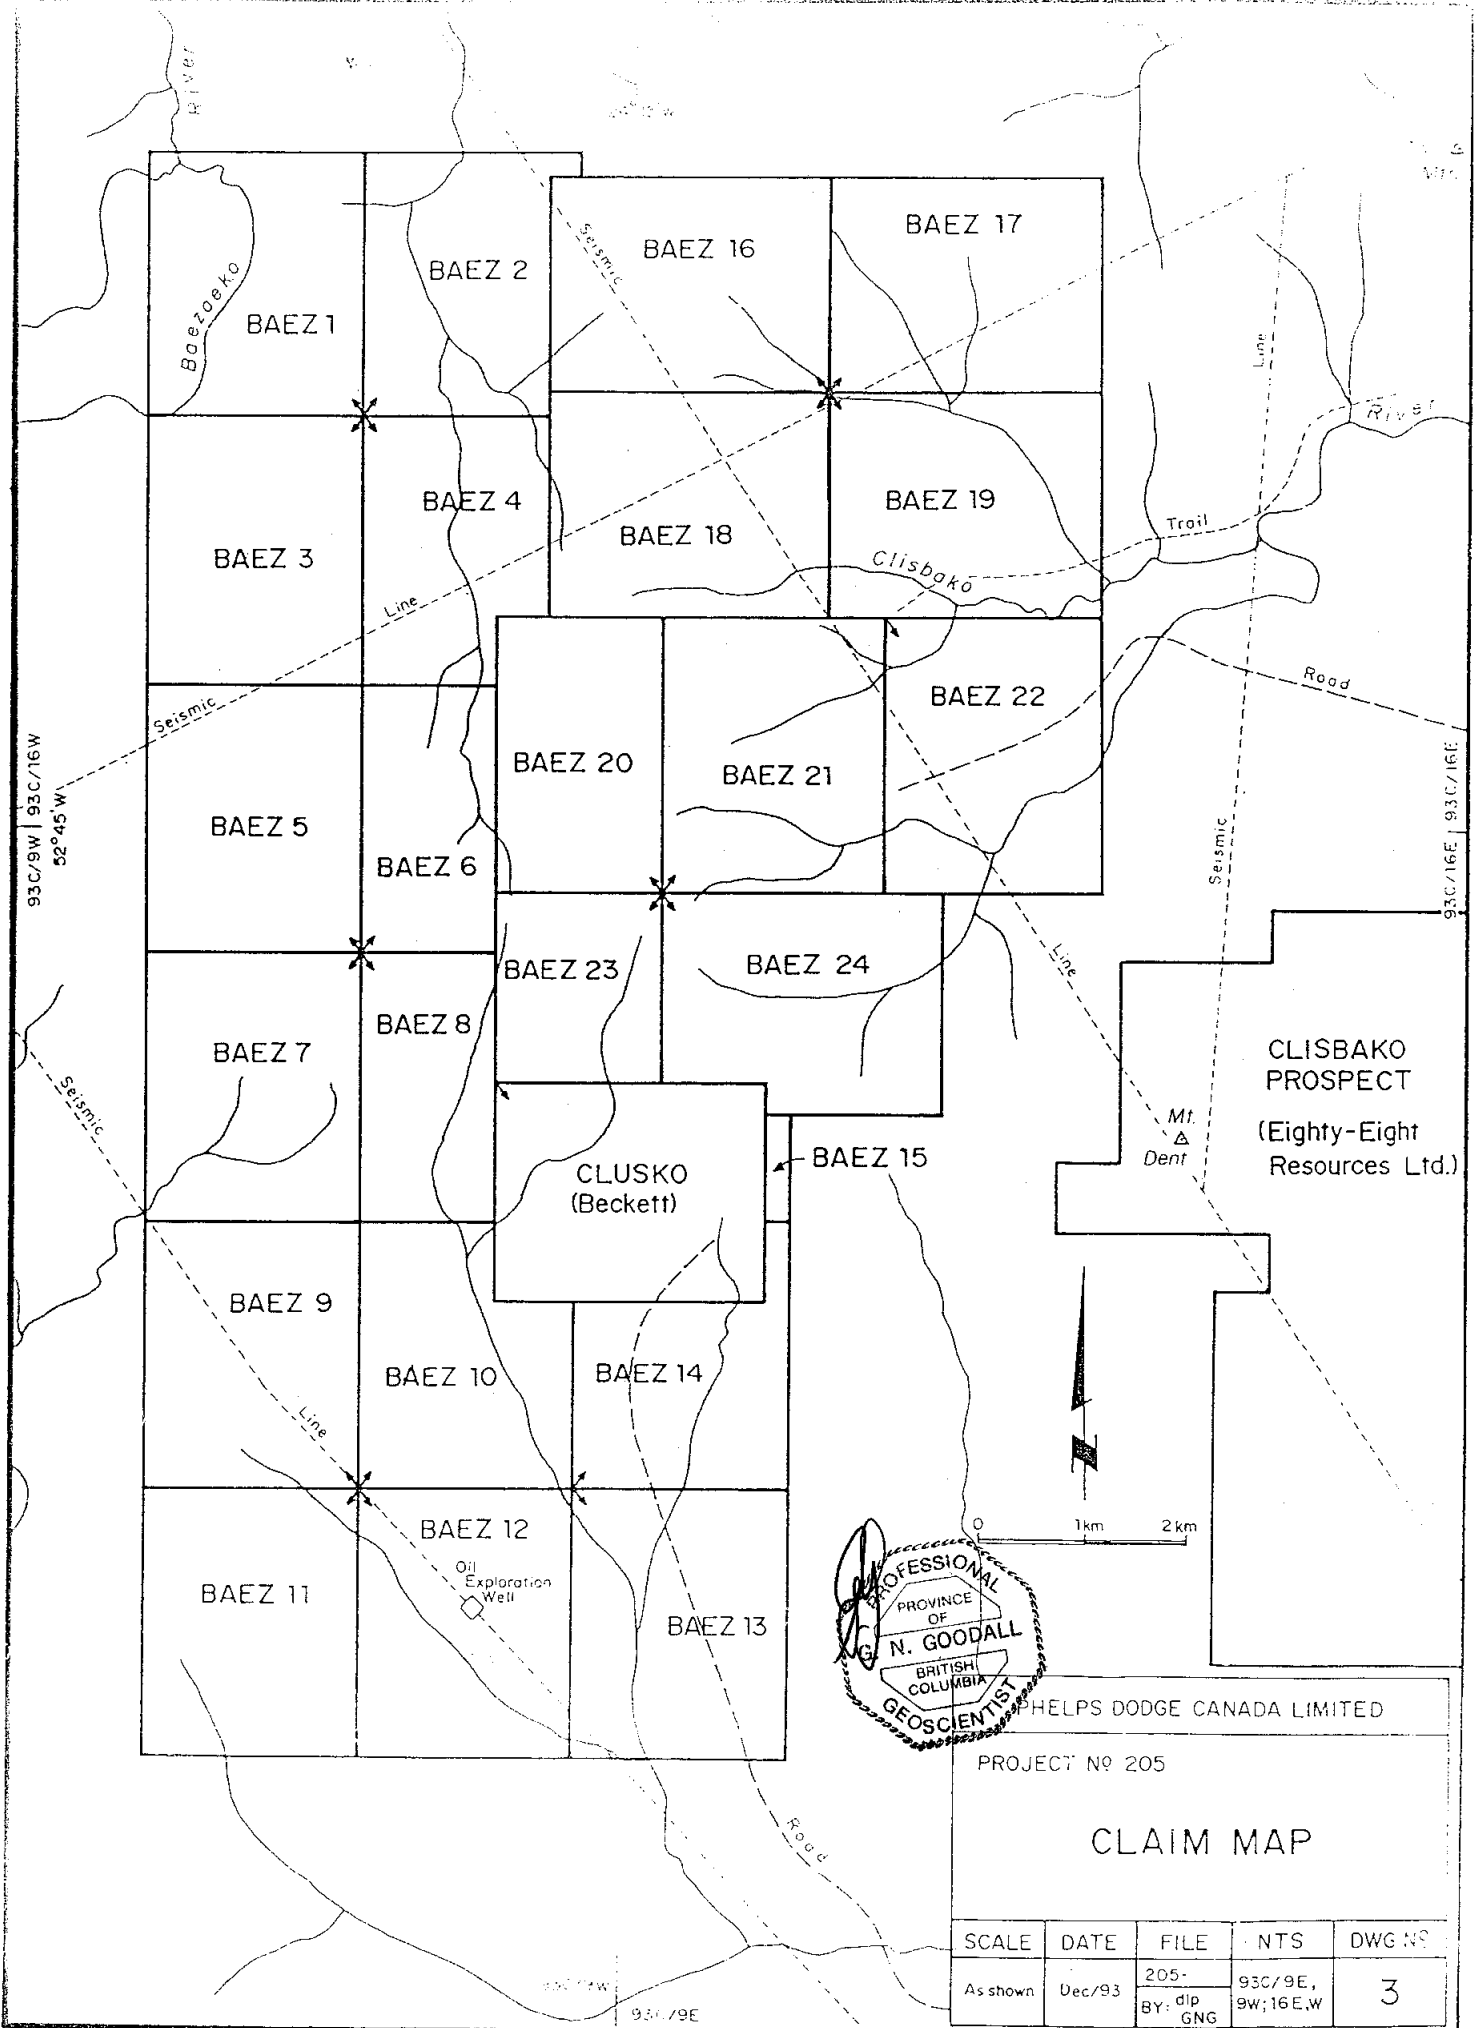 River
Baezaeko
BAEZ 1
BAEZ 2
Seismic
BAEZ 16
BAEZ 17
Line
River
BAEZ 3
BAEZ 4
BAEZ 18
BAEZ 19
Trail
Clisbako
Line
Seismic
BAEZ 5
BAEZ 6
BAEZ 20
BAEZ 21
BAEZ 22
Road
93C/9W | 93C/16W
52°45'W
Seismic
93C/16E | 93C/16E
BAEZ 7
BAEZ 8
BAEZ 23
BAEZ 24
Line
Seismic
CLUSKO
(Beckett)
BAEZ 15
Mt.
Dent
CLISBAKO
PROSPECT
(Eighty-Eight
Resources Ltd.)
BAEZ 9
BAEZ 10
BAEZ 14
Line
BAEZ 11
BAEZ 12
Oil
Exploration
Well
BAEZ 13
Road
0 1km 2km
PROFESSIONAL
PROVINCE
OF
G. N. GOODALL
BRITISH
COLUMBIA
GEOSCIENTIST
PHELPS DODGE CANADA LIMITED
PROJECT Nº 205
CLAIM MAP
SCALE DATE FILE NTS DWG Nº
As shown Dec/93 205- 93C/9E, 9W;16E,W 3
BY: dlp GNG
93C/9E